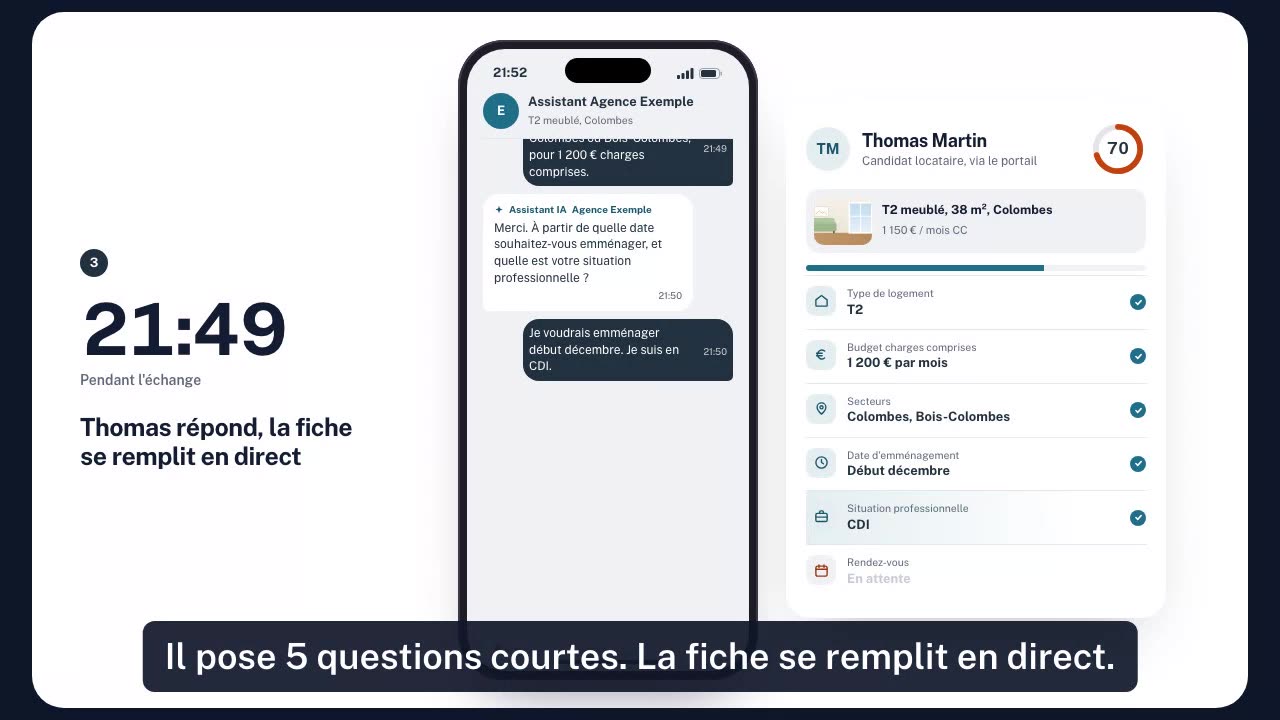 3
21:49
Pendant l'échange
Thomas répond, la fiche
se remplit en direct
21:52
E
Assistant Agence Exemple
T2 meublé, Colombes
Colombes ou Bois-Colombes,
pour 1 200 € charges
comprises.
21:49
Assistant IA Agence Exemple
Merci. À partir de quelle date
souhaitez-vous emménager, et
quelle est votre situation
professionnelle ?
21:50
Je voudrais emménager
début décembre. Je suis en
CDI.
21:50
TM
Thomas Martin
Candidat locataire, via le portail
70
T2 meublé, 38 m², Colombes
1 150 € / mois CC
Type de logement
T2
Budget charges comprises
1 200 € par mois
Secteurs
Colombes, Bois-Colombes
Date d'emménagement
Début décembre
Situation professionnelle
CDI
Rendez-vous
En attente
Il pose 5 questions courtes. La fiche se remplit en direct.